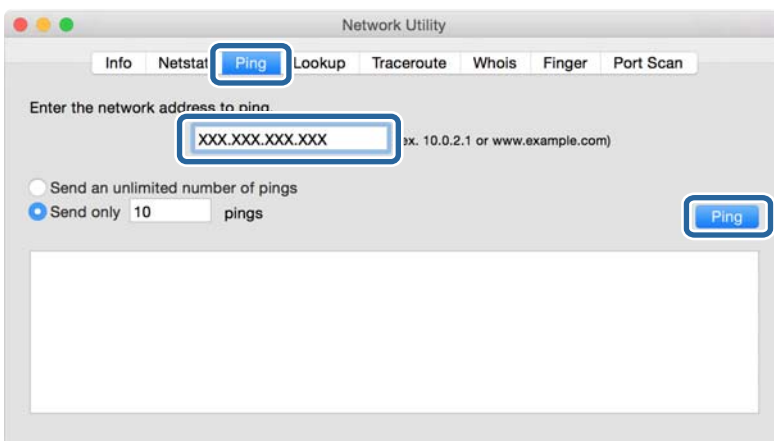 Network Utility
Info Netstat Ping Lookup Traceroute Whois Finger Port Scan
Enter the network address to ping.
XXX.XXX.XXX.XXX ex. 10.0.2.1 or www.example.com)
Send an unlimited number of pings
Send only 10 pings
Ping